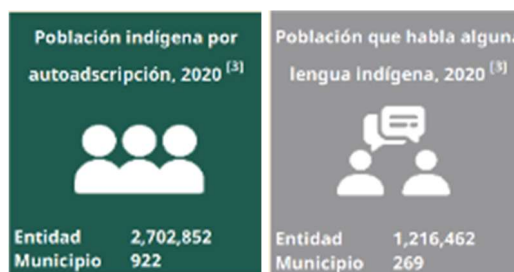 Población indígena por
autoadscripción, 2020 [3]
Entidad 2,702,852
Municipio 922
Población que habla alguna
lengua indígena, 2020 [3]
Entidad 1,216,462
Municipio 269